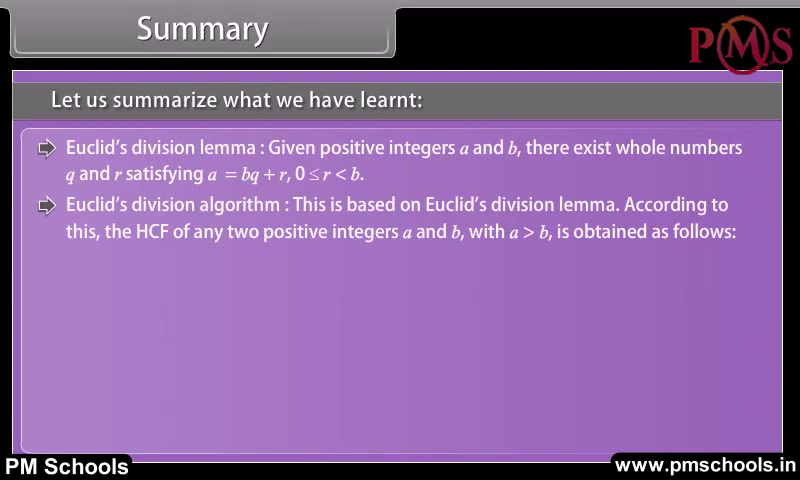 Summary
PMS
Let us summarize what we have learnt:
Euclid's division lemma : Given positive integers a and b, there exist whole numbers
q and r satisfying a = bq + r, 0 ≤ r < b.
Euclid's division algorithm : This is based on Euclid's division lemma. According to
this, the HCF of any two positive integers a and b, with a > b, is obtained as follows:
PM Schools
www.pmschools.in